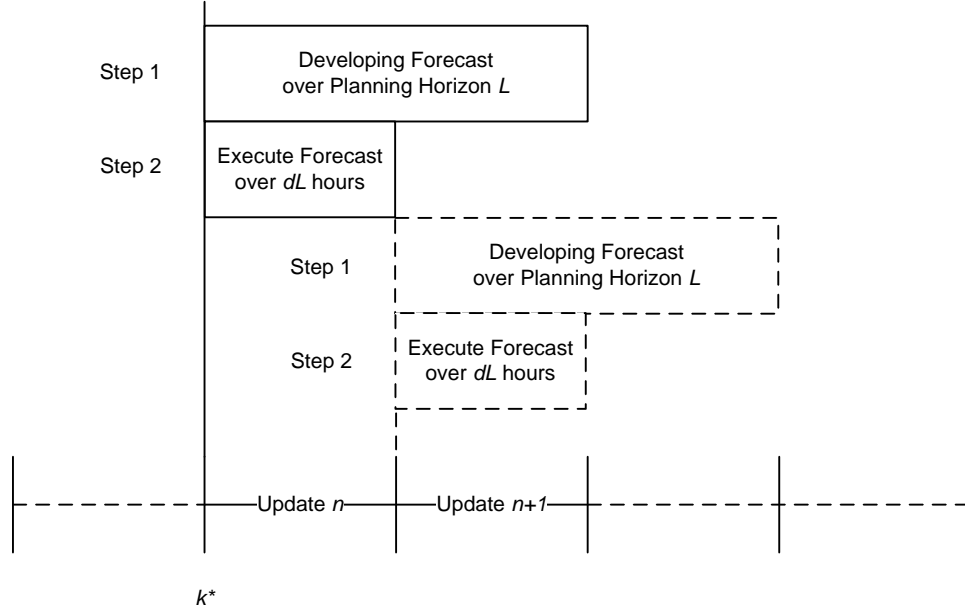 Step 1
Developing Forecast
over Planning Horizon L
Step 2
Execute Forecast
over dL hours
Step 1
Developing Forecast
over Planning Horizon L
Step 2
Execute Forecast
over dL hours
Update n
Update n+1
k*